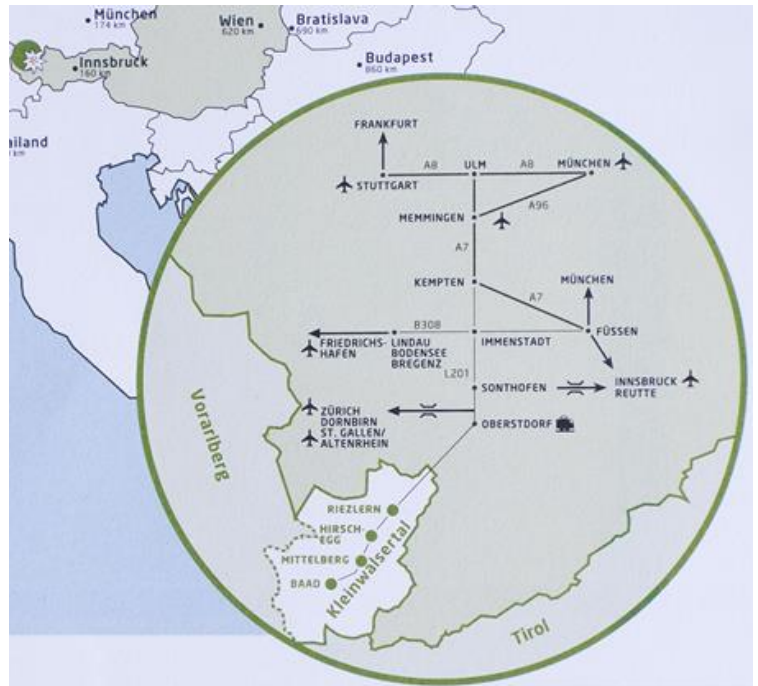 München
174 km
Wien
620 km
Bratislava
690 km
Innsbruck
160 km
Budapest
860 km
ailand
km
FRANKFURT
A8
ULM
A8
MÜNCHEN
STUTTGART
A96
MEMMINGEN
A7
KEMPTEN
A7
MÜNCHEN
B308
FRIEDRICHS-
HAFEN
LINDAU
BODENSEE
BREGENZ
IMMENSTADT
FÜSSEN
L201
SONTHOFEN
INNSBRUCK
REUTTE
ZÜRICH
DORNBIRN
ST. GALLEN/
ALTENRHEIN
OBERSTDORF
Vorarlberg
RIEZLERN
HIRSCH-
EGG
MITTELBERG
BAAD
Kleinwalsertal
Tirol